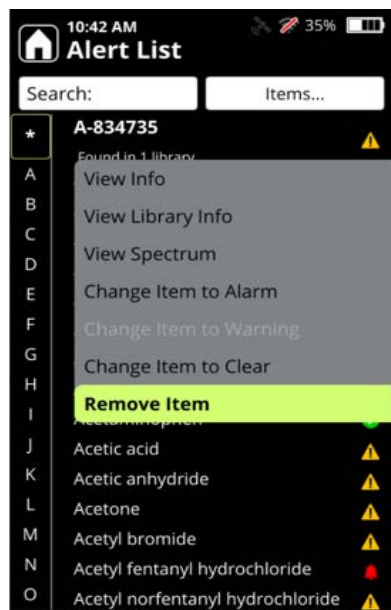 10:42 AM
35%
Alert List
Search:
Items...
*
A-834735
Found in 1 library
A
View Info
B
View Library Info
C
D
View Spectrum
E
Change Item to Alarm
F
Change Item to Warning
G
Change Item to Clear
H
I
Remove Item
Acetaminophen
J
Acetic acid
K
Acetic anhydride
L
Acetone
M
Acetyl bromide
N
Acetyl fentanyl hydrochloride
O
Acetyl norfentanyl hydrochloride